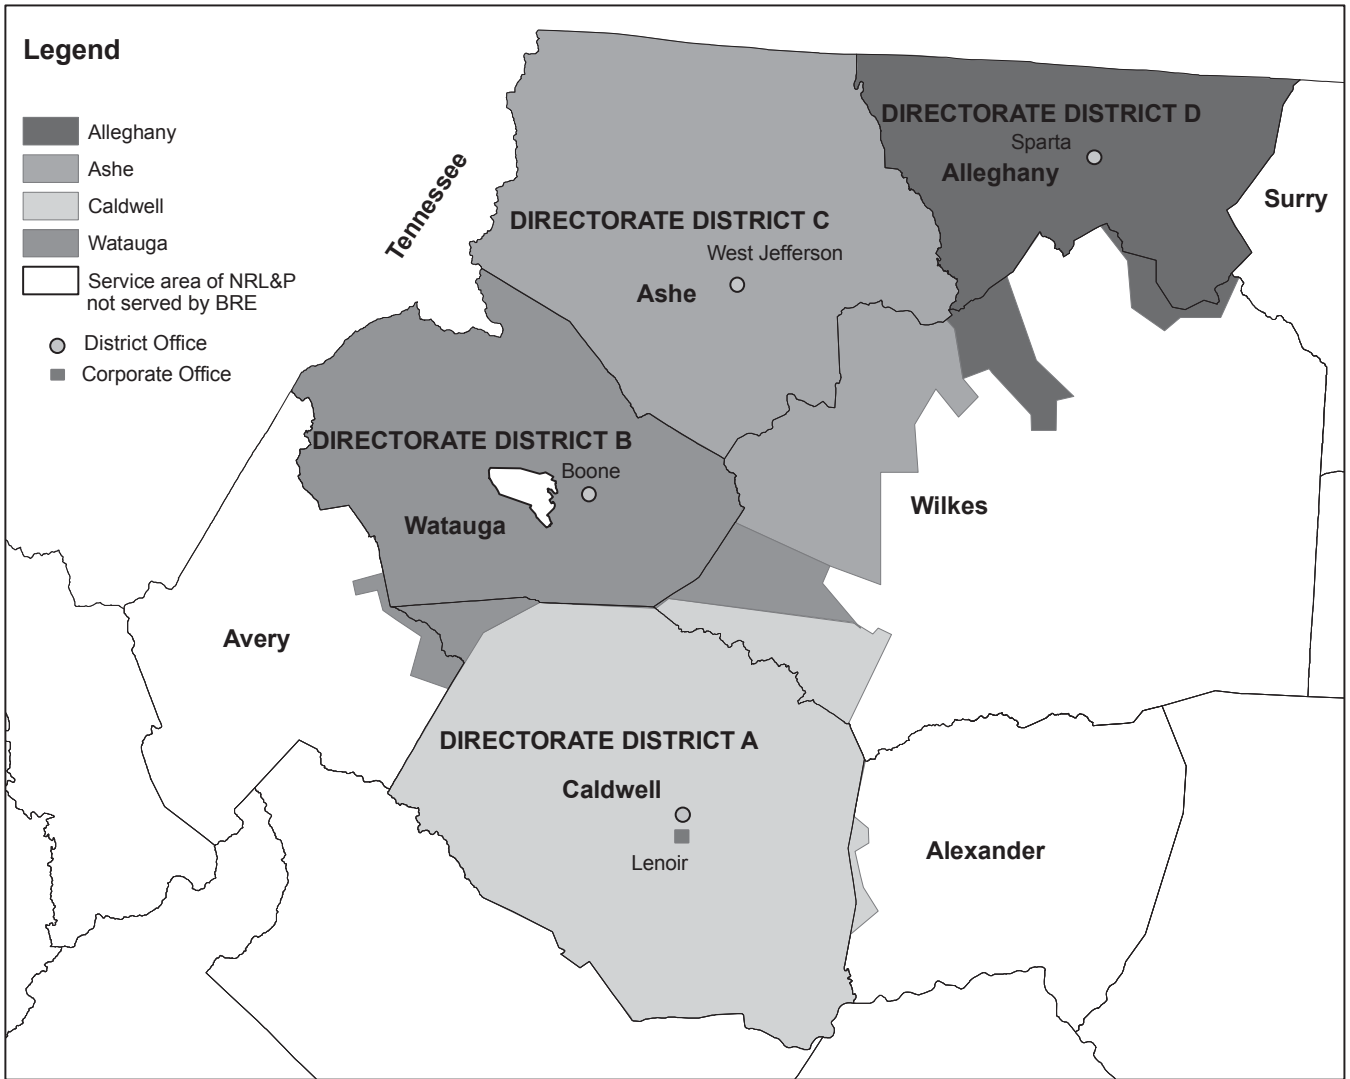 Legend
Alleghany
Ashe
Caldwell
Watauga
Service area of NRL&P
not served by BRE
District Office
Corporate Office
Tennessee
DIRECTORATE DISTRICT D
Sparta
Alleghany
Surry
DIRECTORATE DISTRICT C
West Jefferson
Ashe
DIRECTORATE DISTRICT B
Boone
Watauga
Wilkes
Avery
DIRECTORATE DISTRICT A
Caldwell
Lenoir
Alexander